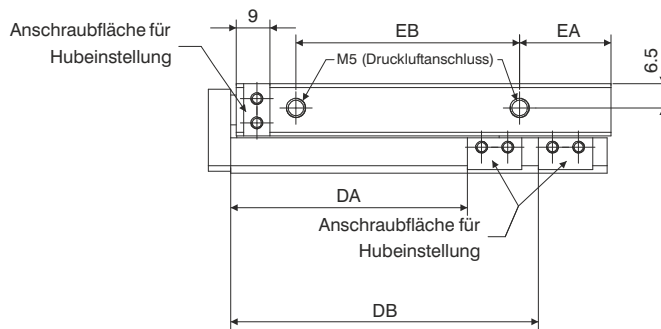 9
Anschraubfläche für
Hubeinstellung
EB
EA
M5 (Druckluftanschluss)
6.5
DA
Anschraubfläche für
Hubeinstellung
DB